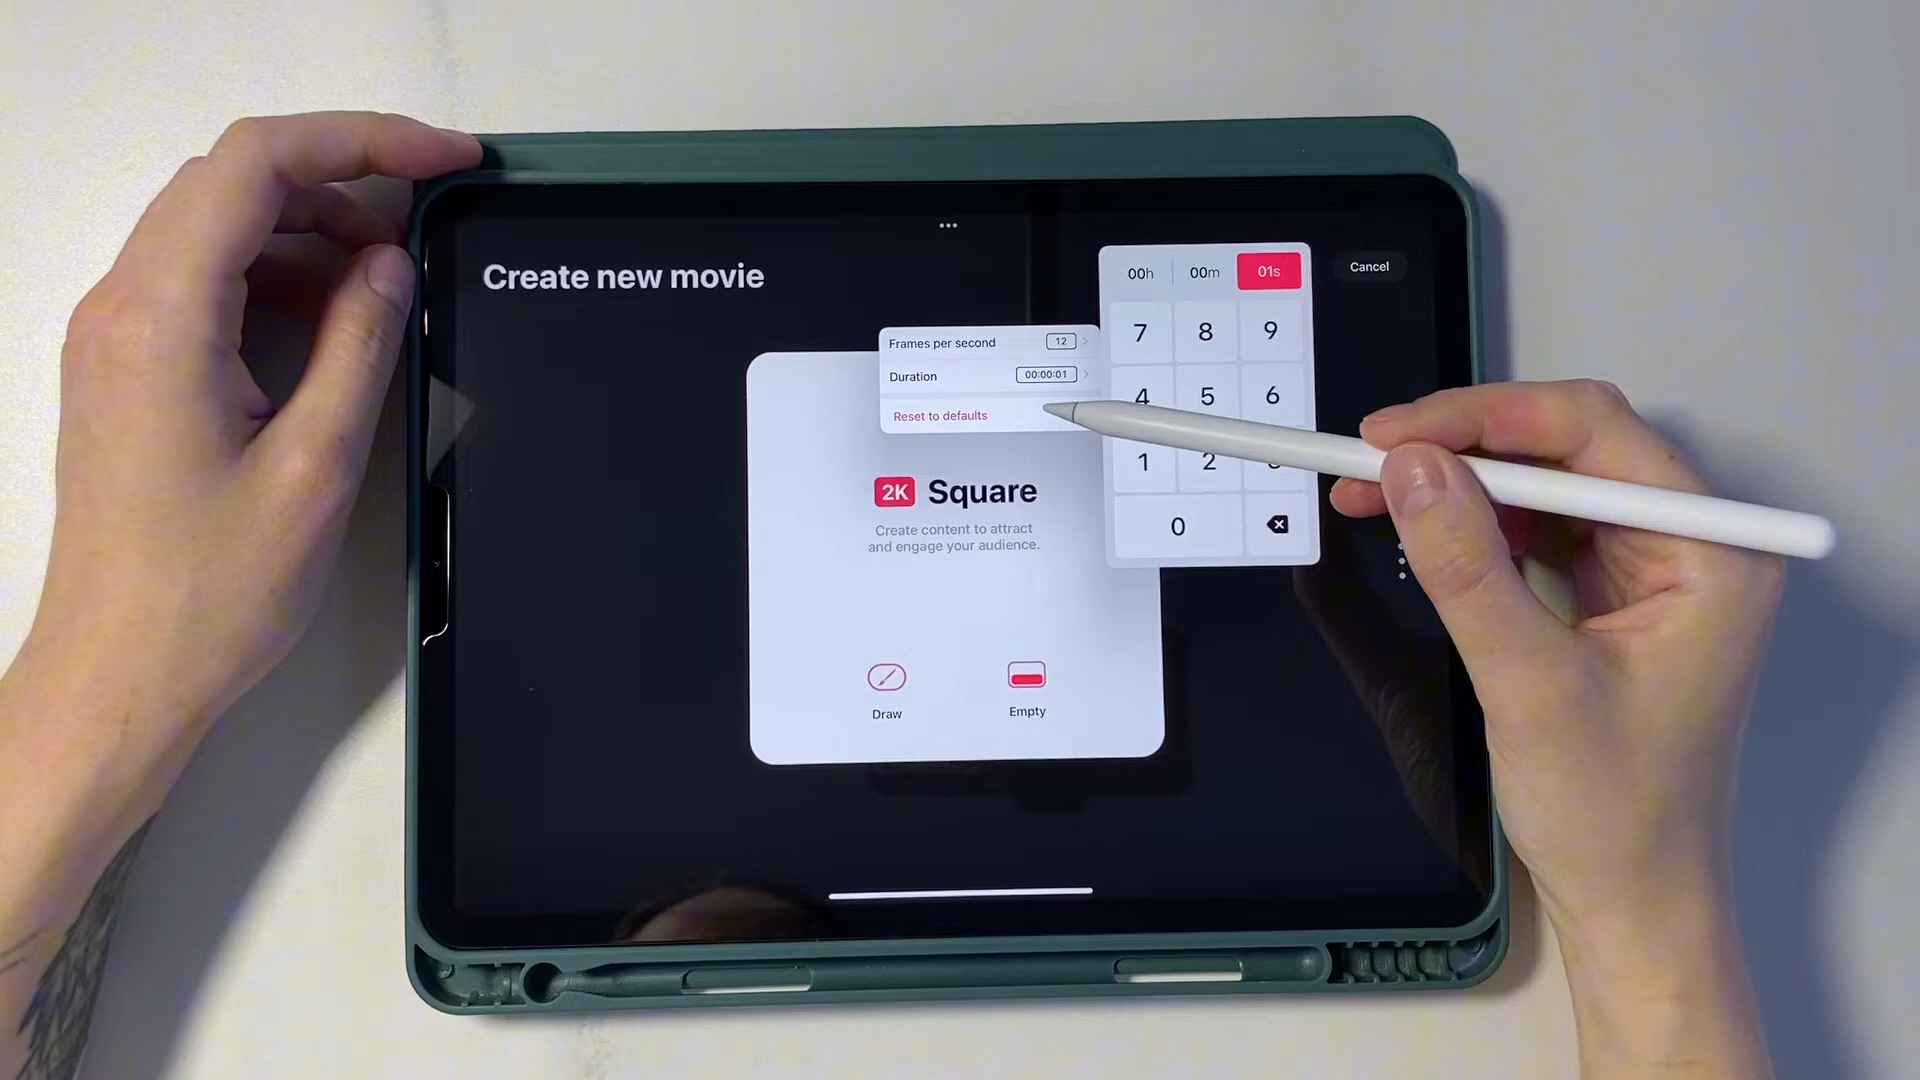 Create new movie
00h 00m 01s
Cancel
Frames per second 12
Duration 00:00:01
Reset to defaults
7 8 9
4 5 6
1 2
0
2K Square
Create content to attract
and engage your audience.
Draw Empty